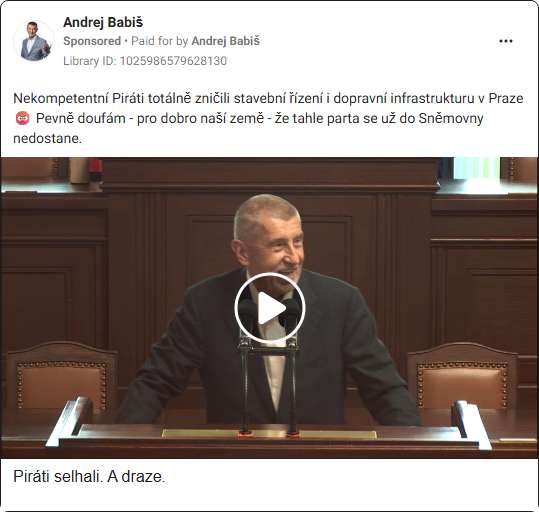 Andrej Babiš
Sponsored • Paid for by Andrej Babiš
Library ID: 1025986579628130
Nekompetentní Piráti totálně zničili stavební řízení i dopravní infrastrukturu v Praze
😡 Pevně doufám - pro dobro naší země - že tahle parta se už do Sněmovny
nedostane.
Piráti selhali. A draze.